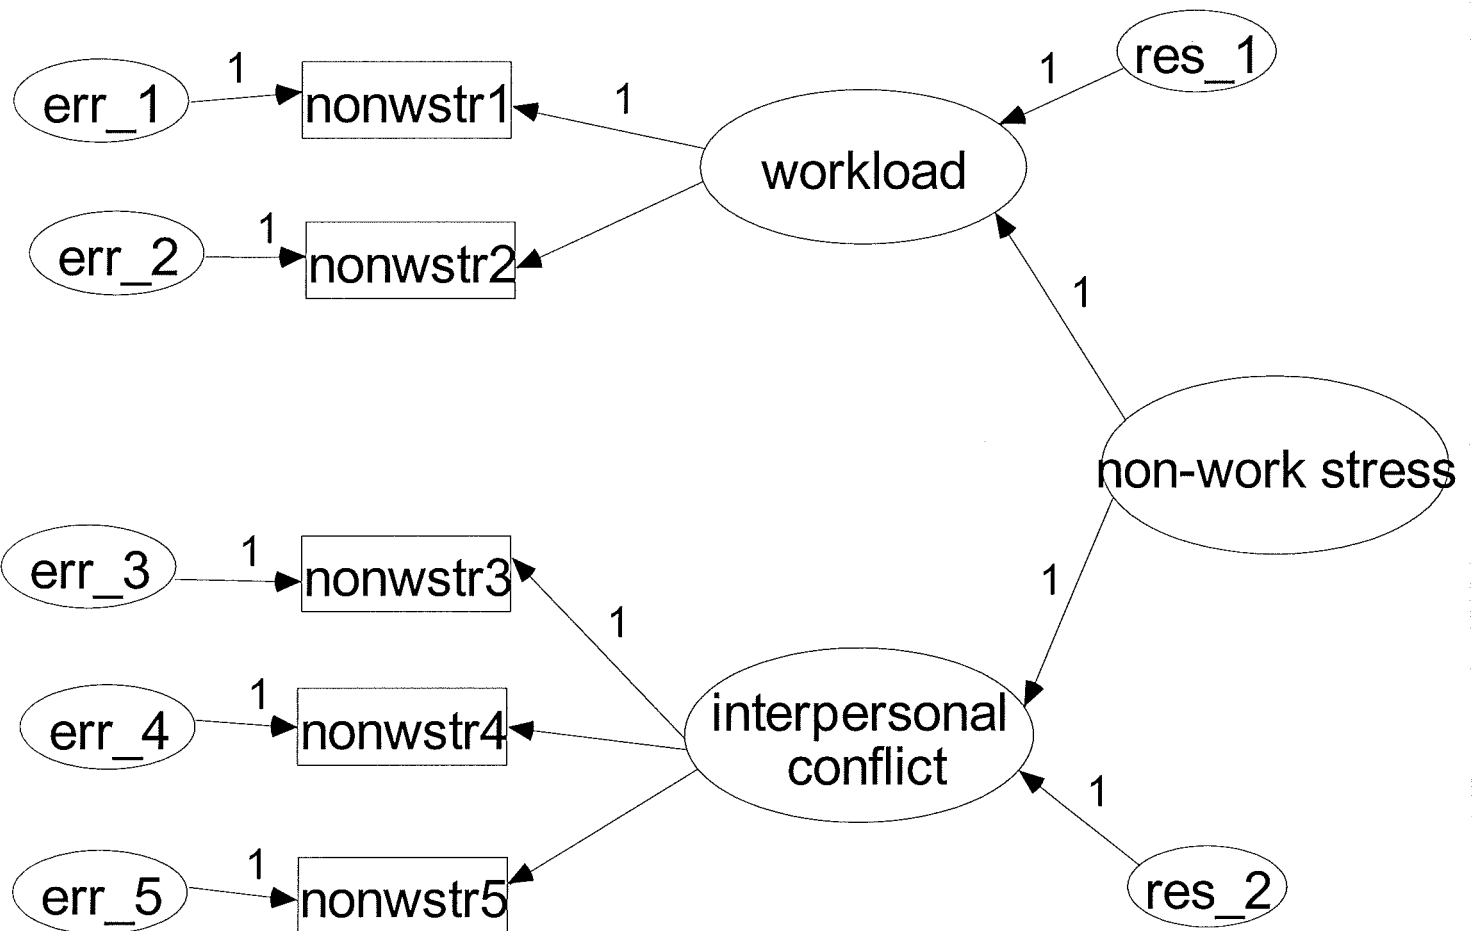 1
res_1
err_1
nonwstr1
1
1
workload
err_2
1
nonwstr2
1
non-work stress
err_3
1
nonwstr3
1
1
err_4
1
nonwstr4
interpersonal
conflict
1
err_5
1
nonwstr5
res_2